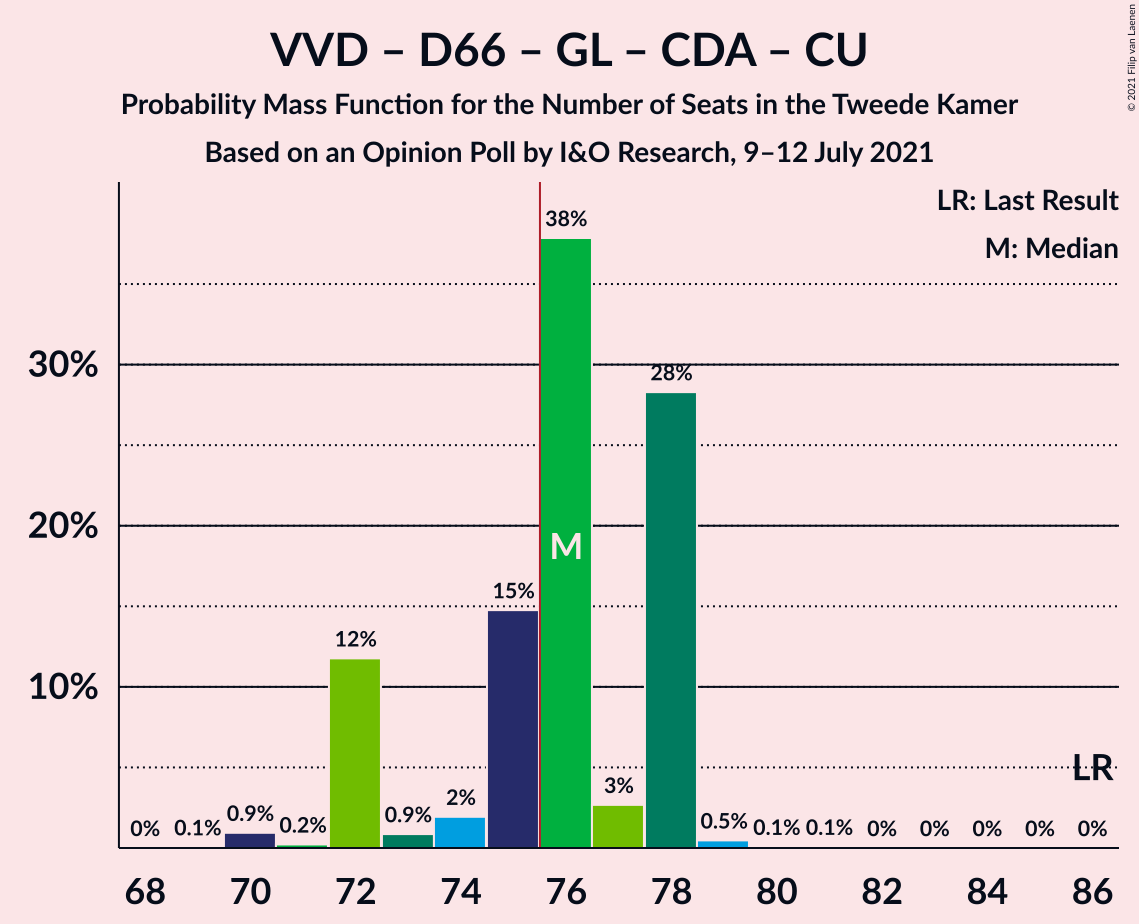 VVD – D66 – GL – CDA – CU
Probability Mass Function for the Number of Seats in the Tweede Kamer
Based on an Opinion Poll by I&O Research, 9–12 July 2021
© 2021 Filip van Laenen
LR: Last Result
M: Median
38%
30%
28%
20%
M
15%
12%
10%
LR
3%
2%
0.9%
0.9%
0.5%
0% 0.1% 0.2% 0.1% 0.1% 0% 0% 0% 0% 0%
68 70 72 74 76 78 80 82 84 86